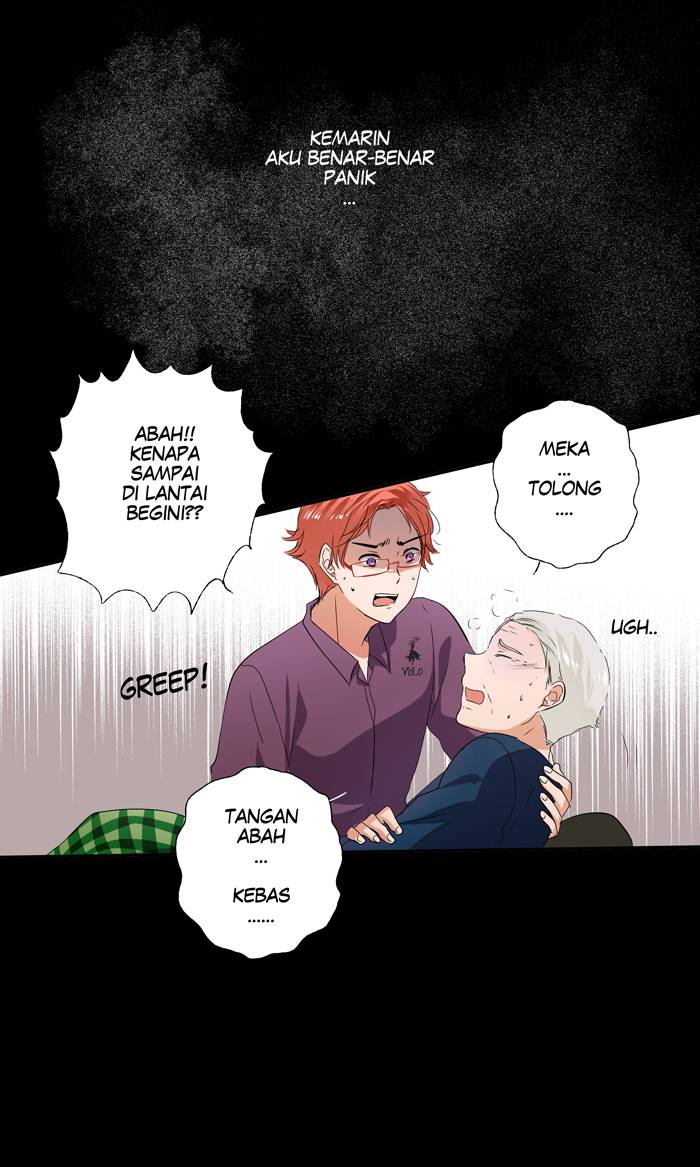 KEMARIN
AKU BENAR-BENAR
PANIK
...
ABAH!!
KENAPA
SAMPAI
DI LANTAI
BEGINI??
MEKA
...
TOLONG
....
UGH..
GREEP!
VOLO
TANGAN
ABAH
...
KEBAS
......